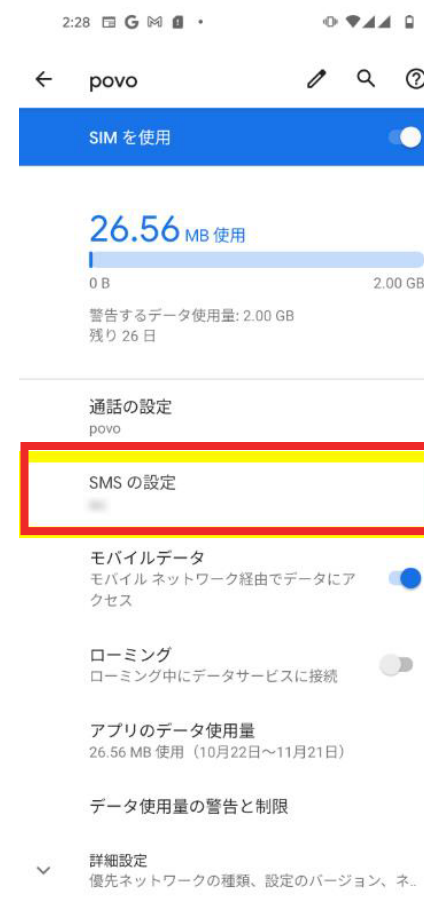 2:28
povo
SIM を使用
26.56 MB 使用
0 B 2.00 GB
警告するデータ使用量: 2.00 GB
残り 26 日
通話の設定
povo
SMS の設定
モバイルデータ
モバイル ネットワーク経由でデータにア
クセス
ローミング
ローミング中にデータサービスに接続
アプリのデータ使用量
26.56 MB 使用（10月22日～11月21日）
データ使用量の警告と制限
詳細設定
優先ネットワークの種類、設定のバージョン、ネ..